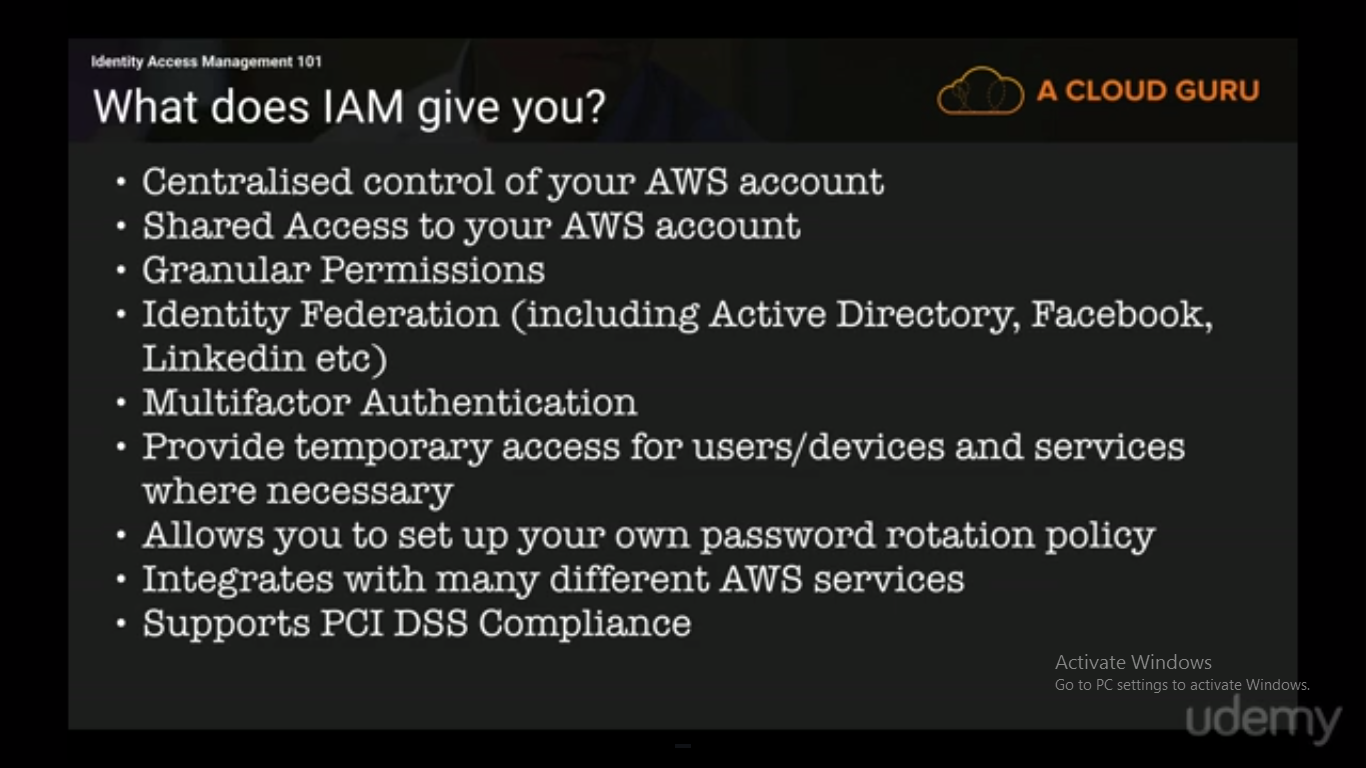 Identity Access Management 101
What does IAM give you?
A CLOUD GURU
• Centralised control of your AWS account
• Shared Access to your AWS account
• Granular Permissions
• Identity Federation (including Active Directory, Facebook,
Linkedin etc)
• Multifactor Authentication
• Provide temporary access for users/devices and services
where necessary
• Allows you to set up your own password rotation policy
• Integrates with many different AWS services
• Supports PCI DSS Compliance
Activate Windows
Go to PC settings to activate Windows.
udemy